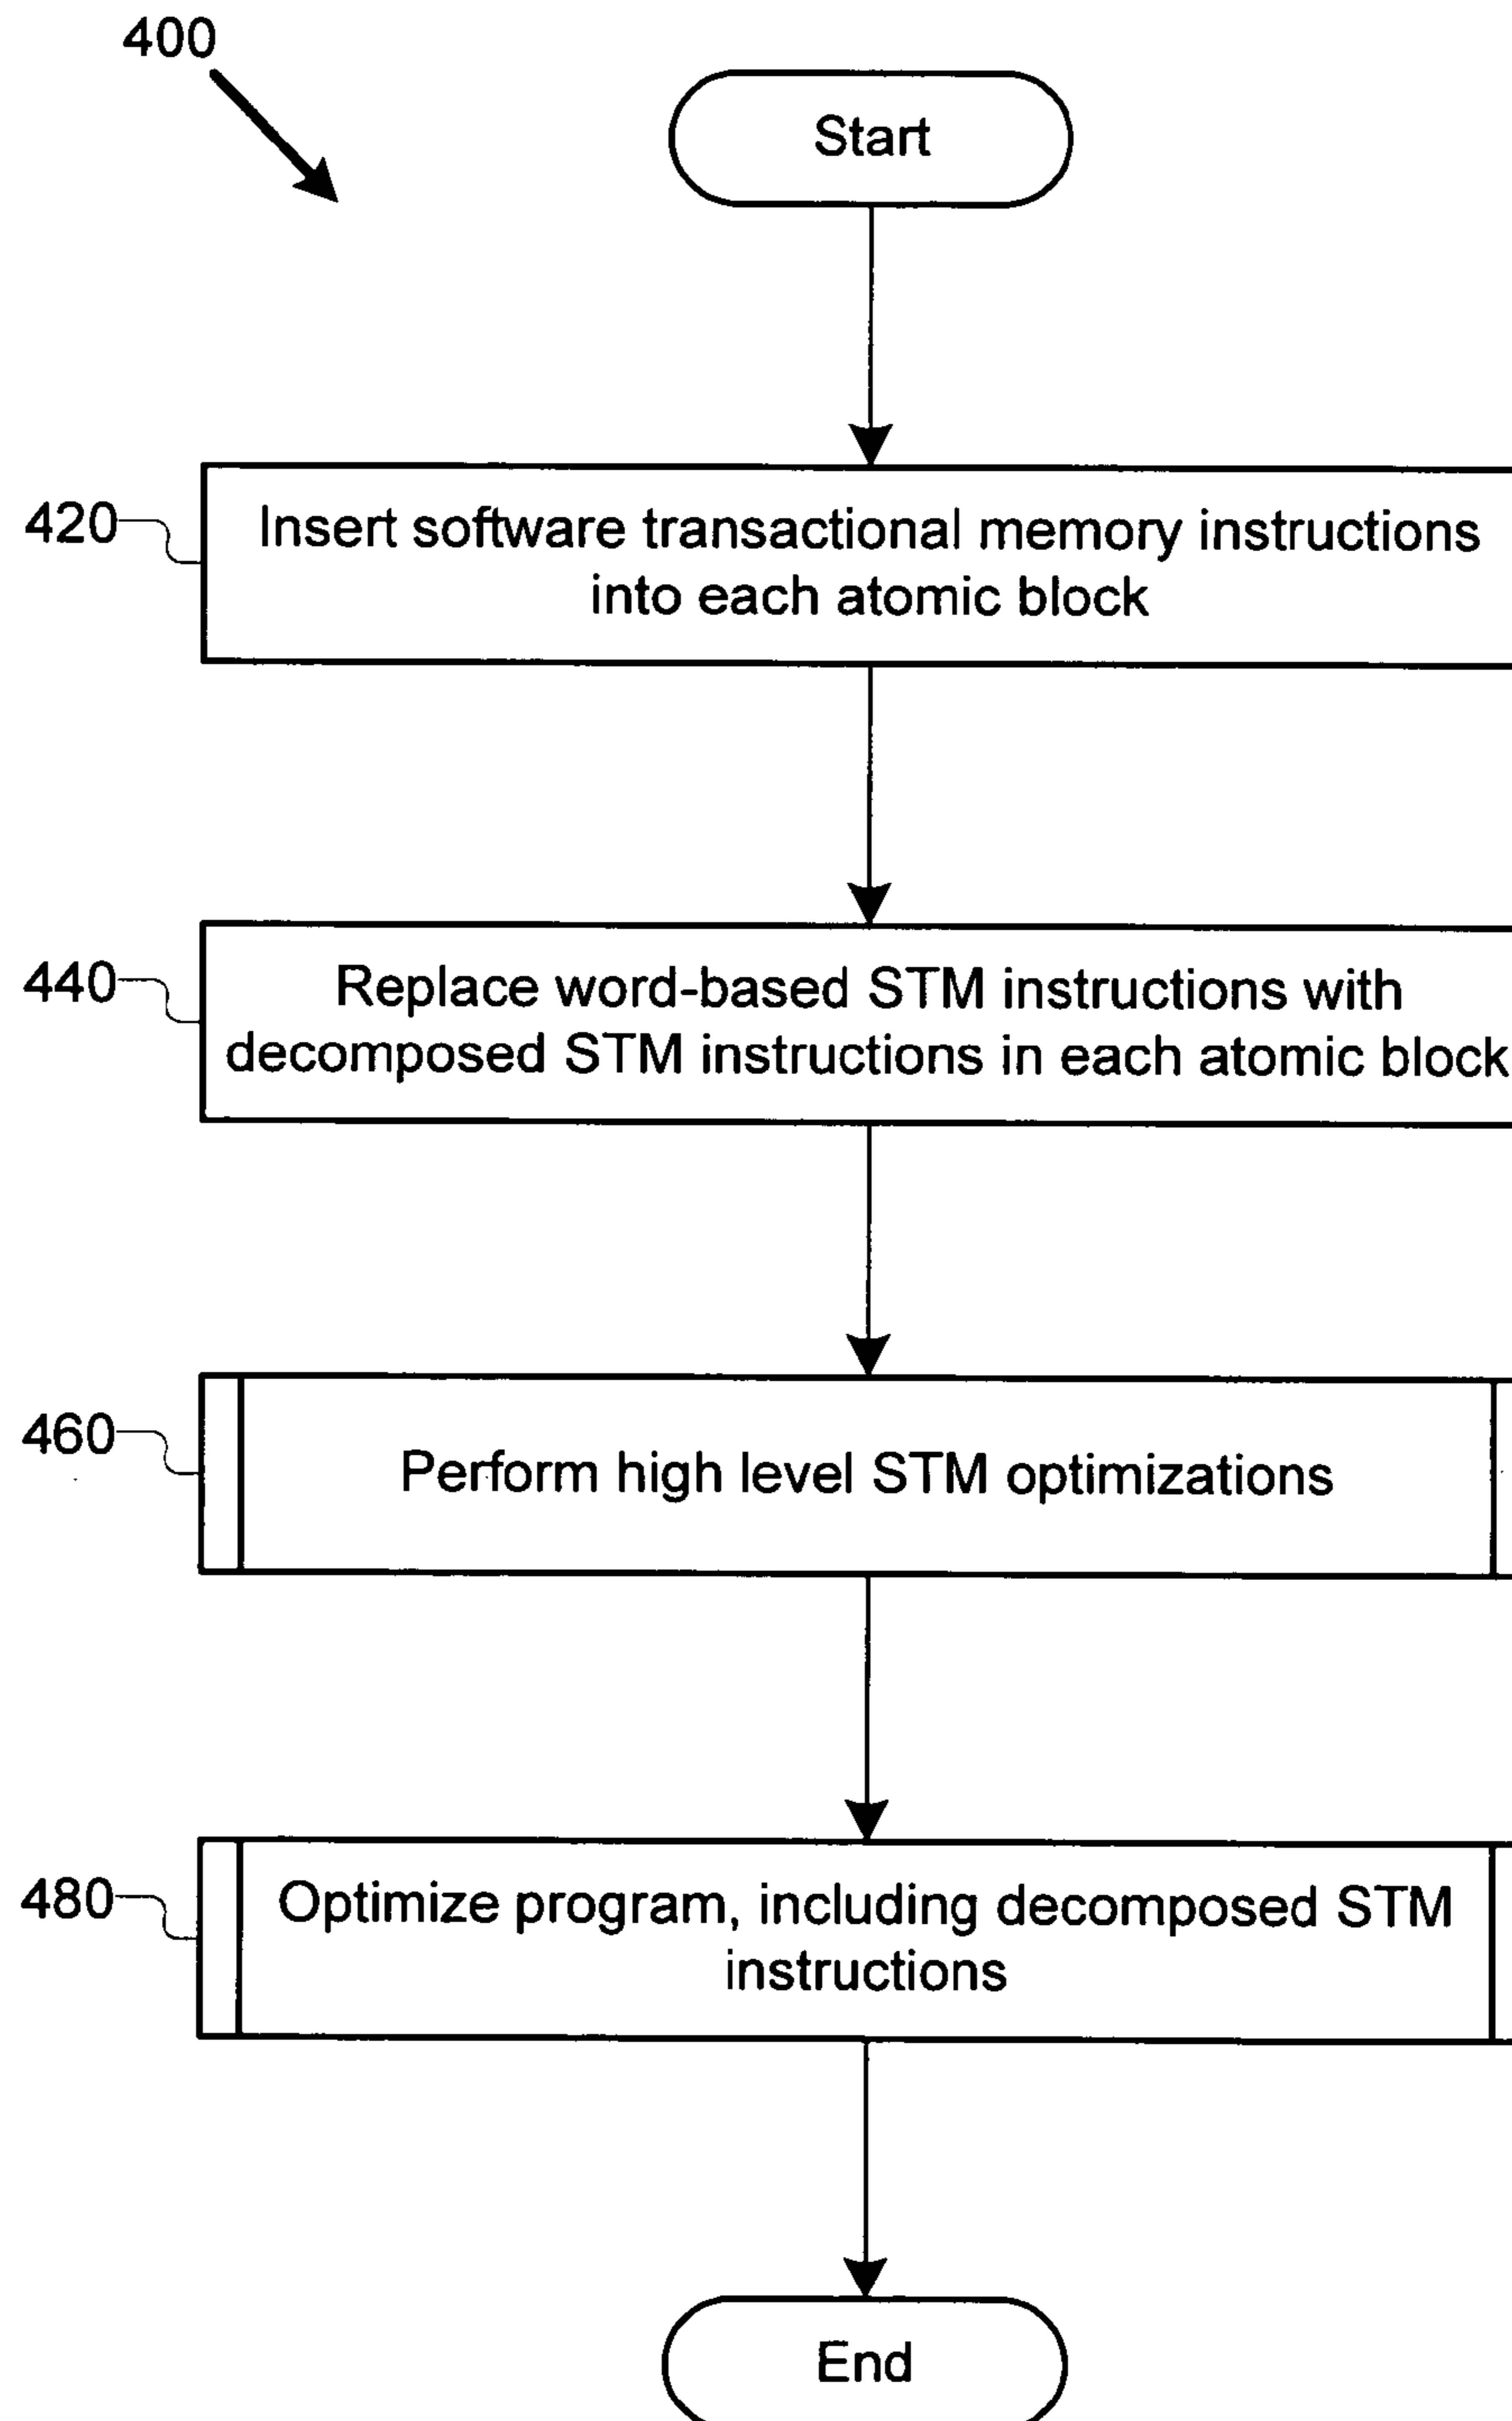 400
Start
420
Insert software transactional memory instructions
into each atomic block
440
Replace word-based STM instructions with
decomposed STM instructions in each atomic block
460
Perform high level STM optimizations
480
Optimize program, including decomposed STM
instructions
End